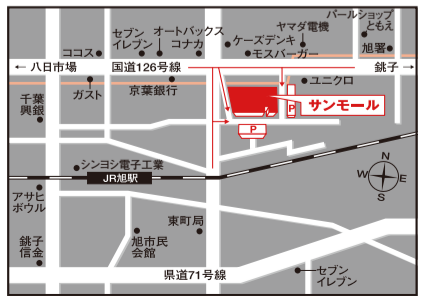 パールショップ
ともえ
セブン
イレブン
オートバックス
コナカ
ヤマダ電機
ケーズデンキ
ココス
モスバーガー
旭署
← 八日市場
国道126号線
銚子 →
ガスト
京葉銀行
ユニクロ
千葉
興銀
P
サンモール
P
シンヨシ電子工業
JR旭駅
N
W
E
S
アサヒ
ボウル
東町局
銚子
信金
旭市民
会館
県道71号線
セブン
イレブン